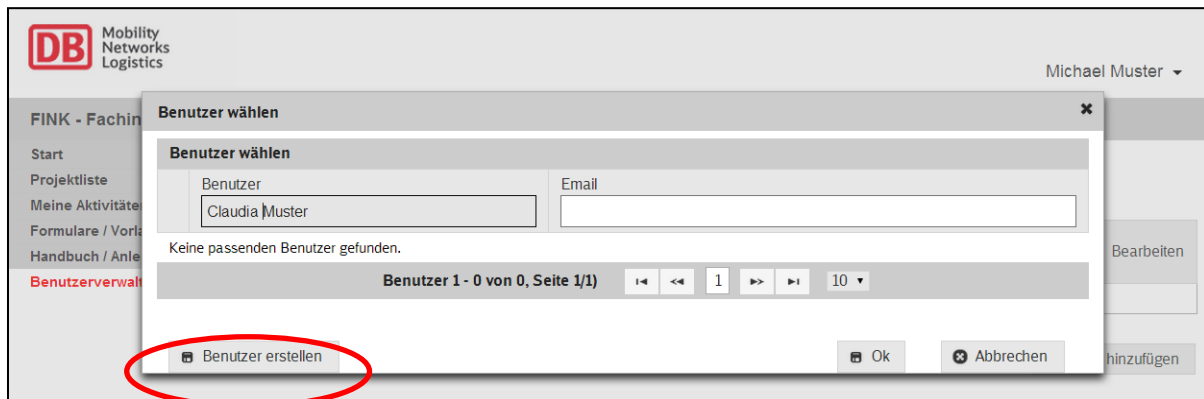 DB
Mobility
Networks
Logistics
Michael Muster
FINK - Fachin
Benutzer wählen
Start
Benutzer wählen
Projektliste
Benutzer
Email
Meine Aktivitäte
Claudia Muster
Formulare / Vorla
Handbuch / Anle
Keine passenden Benutzer gefunden.
Bearbeiten
Benutzerverwalt
Benutzer 1 - 0 von 0, Seite 1/1)
1
10
Benutzer erstellen
Ok
Abbrechen
hinzufügen